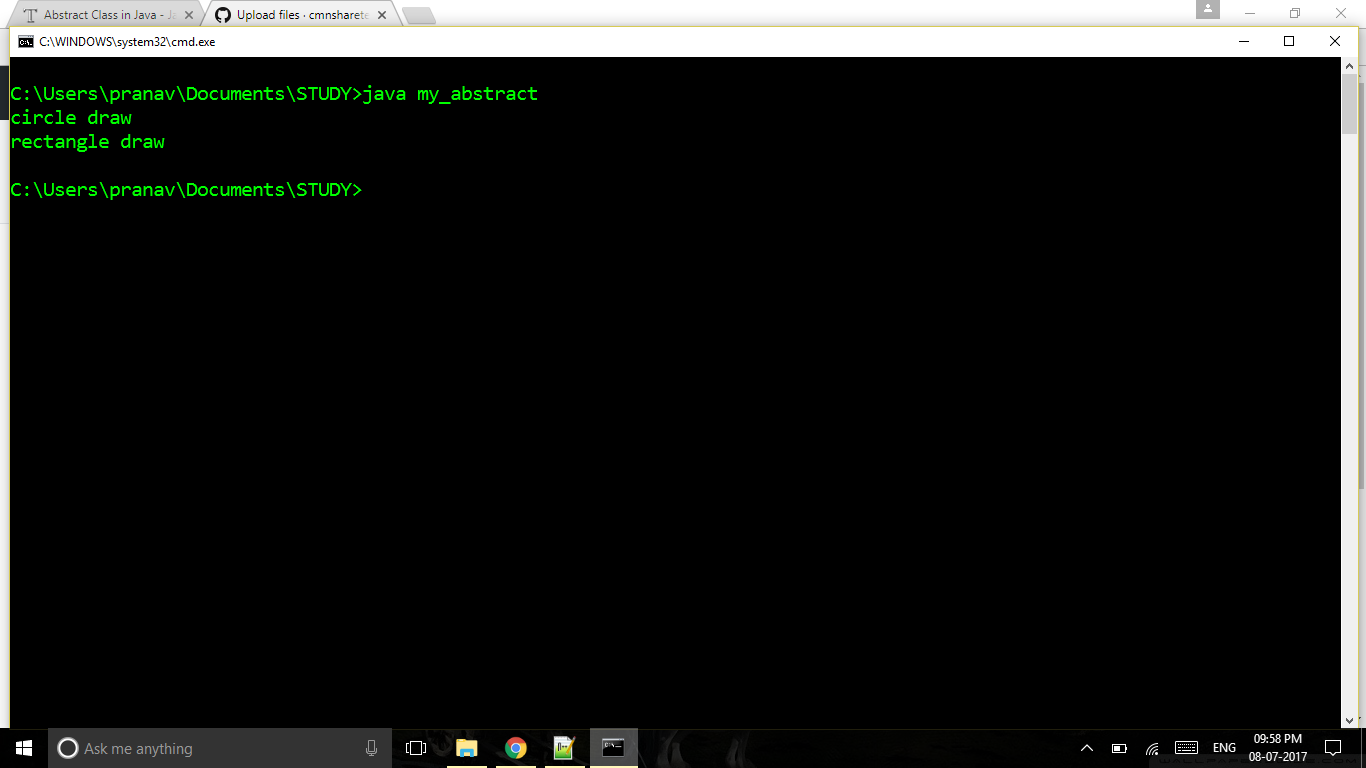 Abstract Class in Java - Ja
Upload files · cmnsharete
C:\WINDOWS\system32\cmd.exe
C:\Users\pranav\Documents\STUDY>java my_abstract
circle draw
rectangle draw
C:\Users\pranav\Documents\STUDY>
Ask me anything
ENG
09:58 PM
08-07-2017